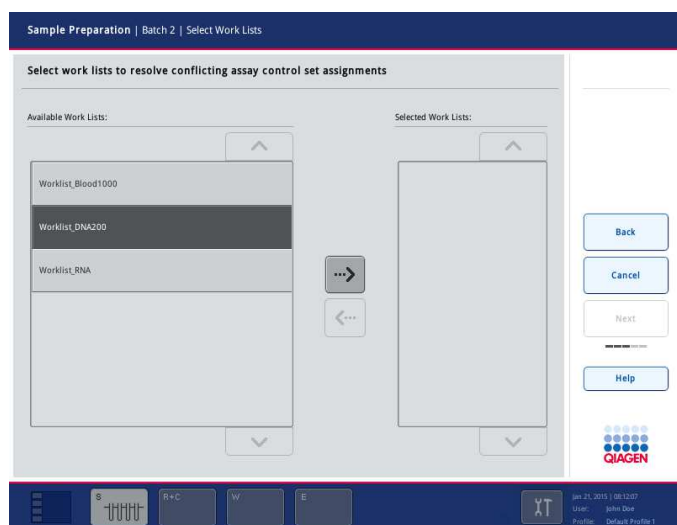 Sample Preparation | Batch 2 | Select Work Lists
Select work lists to resolve conflicting assay control set assignments
Available Work Lists:
Selected Work Lists:
Worklist_Blood1000
Worklist_DNA200
Worklist_RNA
Back
Cancel
Next
Help
QIAGEN
S
R+C
W
E
Jan 21, 2015 | 08:12:07
User: John Doe
Profile: Default Profile 1